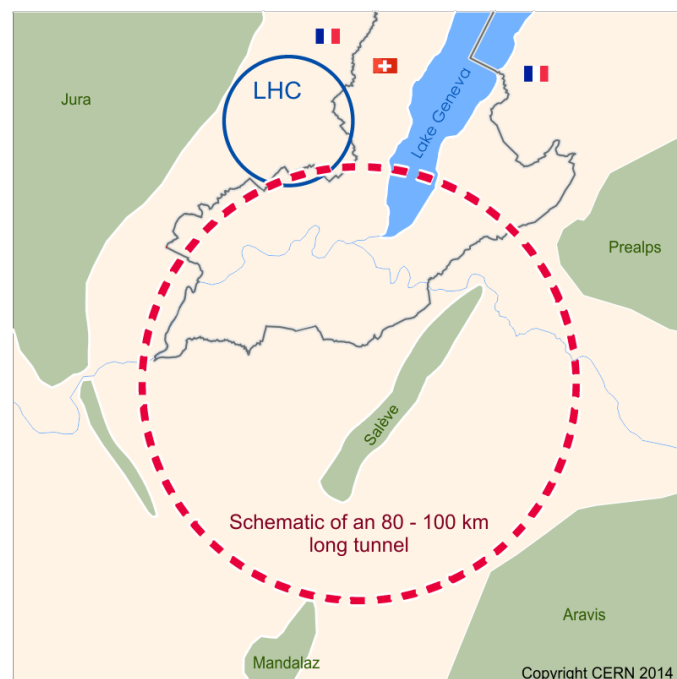 Jura
LHC
Lake Geneva
Prealps
Salève
Schematic of an 80 - 100 km
long tunnel
Aravis
Mandalaz
Copyright CERN 2014